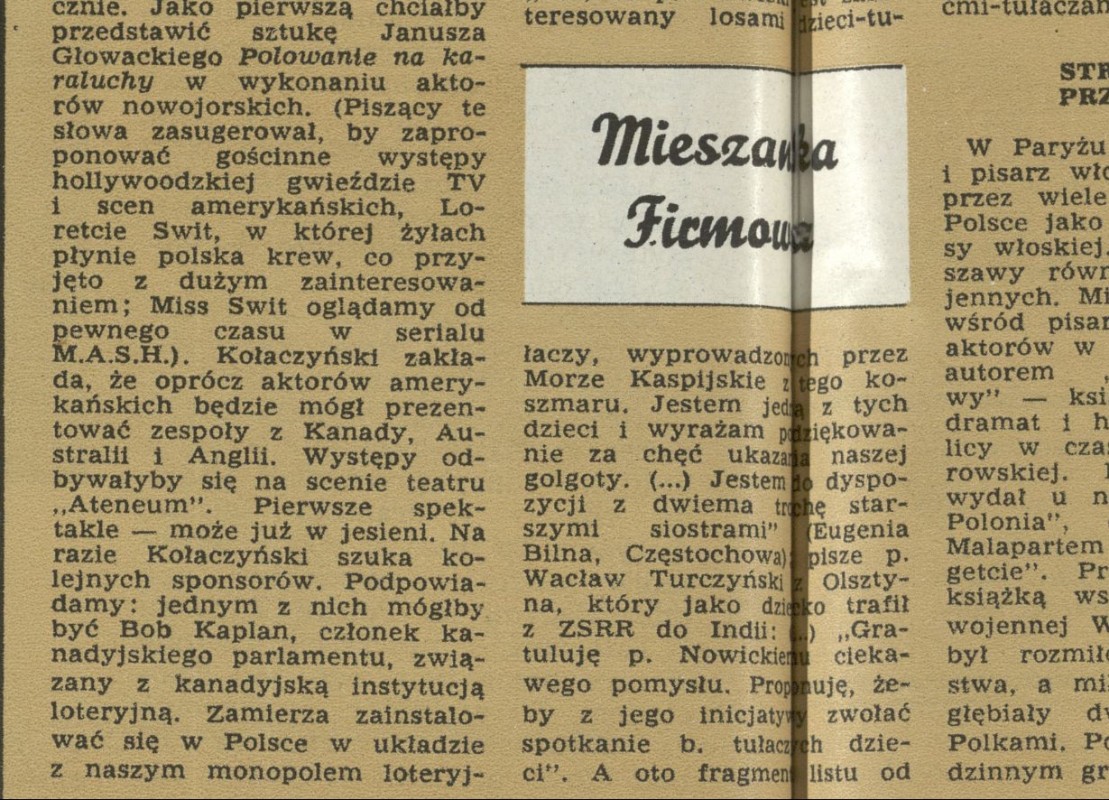 cznie. Jako pierwszą chciałby
przedstawić sztukę Janusza
Głowackiego Polowanie na ka-
raluchy w wykonaniu akto-
rów nowojorskich. (Piszący te
słowa zasugerował, by zapro-
ponować gościnne występy
hollywoodzkiej gwieździe TV
i scen amerykańskich, Lo-
retcie Swit, w której żyłach
płynie polska krew, co przy-
jęto z dużym zainteresowa-
niem; Miss Swit oglądamy od
pewnego czasu w serialu
M.A.S.H.). Kołaczyński zakła-
da, że oprócz aktorów amery-
kańskich będzie mógł prezen-
tować zespoły z Kanady, Au-
stralii i Anglii. Występy od-
bywałyby się na scenie teatru
„Ateneum". Pierwsze spek-
takle — może już w jesieni. Na
razie Kołaczyński szuka ko-
lejnych sponsorów. Podpowia-
damy: jednym z nich mógłby
być Bob Kaplan, członek ka-
nadyjskiego parlamentu, zwią-
zany z kanadyjską instytucją
loteryjną. Zamierza zainstalo-
wać się w Polsce w układzie
z naszym monopolem loteryj-
teresowany losami dzieci-tu-
Mieszanka
Firmowa
łaczy, wyprowadzonych przez
Morze Kaspijskie z tego ko-
szmaru. Jestem jedną z tych
dzieci i wyrażam podziękowa-
nie za chęć ukazania naszej
golgoty. (...) Jestem do dyspo-
zycji z dwiema trochę star-
szymi siostrami" (Eugenia
Bilna, Częstochowa) pisze p.
Wacław Turczyński z Olszty-
na, który jako dziecko trafił
z ZSRR do Indii: (...) „Gra-
tuluję p. Nowickiemu cieka-
wego pomysłu. Proponuję, że-
by z jego inicjatywy zwołać
spotkanie b. tułaczych dzie-
ci". A oto fragment listu od
cmi-tułaczam
STR
PRZ
W Paryżu
i pisarz wło
przez wiele
Polsce jako
sy włoskiej.
szawy równ
jennych. Mi
wśród pisar
aktorów w
autorem
wy" — ksi
dramat i h
licy w cza
rowskiej.
wydał u n
Polonia",
Malapartem
getcie". Pr
książką ws
wojennej W
był rozmiło
stwa, a mi
głębiały dw
Polkami. Po
dzinnym gr